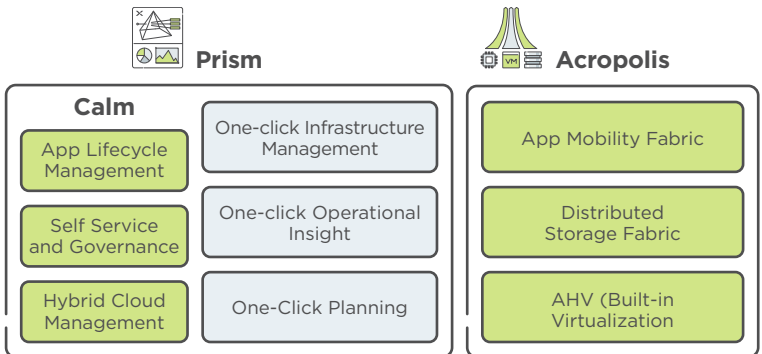 Prism
Acropolis
VM
Calm
App Lifecycle
Management
Self Service
and Governance
Hybrid Cloud
Management
One-click Infrastructure
Management
One-click Operational
Insight
One-Click Planning
App Mobility Fabric
Distributed
Storage Fabric
AHV (Built-in
Virtualization